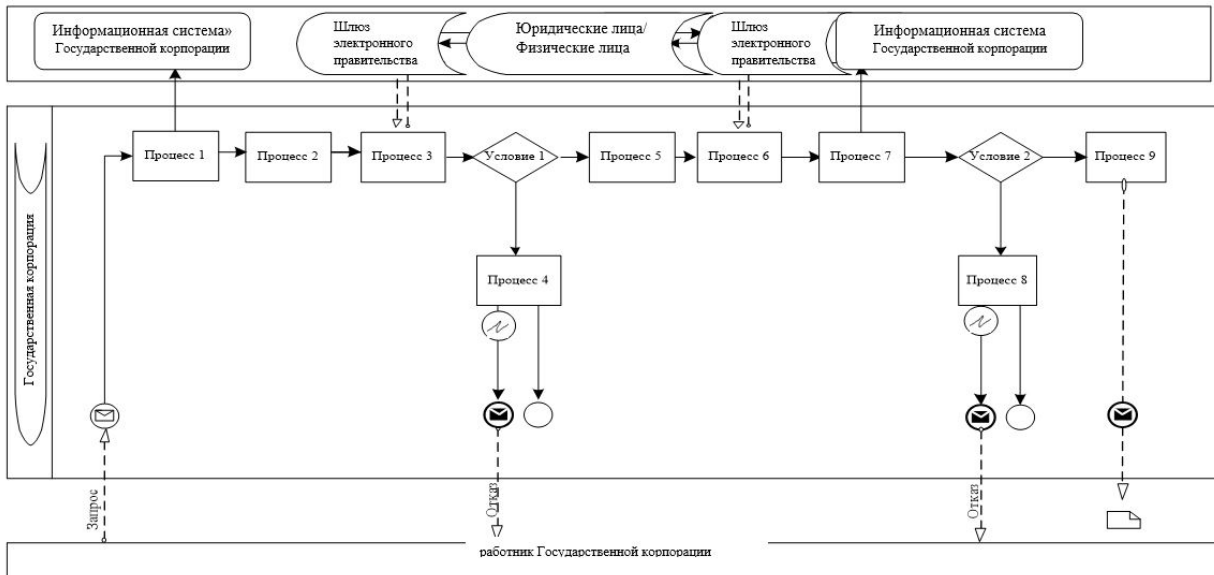 Информационная система»
Государственной корпорации
Шлюз
электронного
правительства
Юридические лица/
Физические лица
Шлюз
электронного
правительства
Информационная система
Государственной корпорации
Государственная корпорация
Процесс 1
Процесс 2
Процесс 3
Условие 1
Процесс 5
Процесс 6
Процесс 7
Условие 2
Процесс 9
Процесс 4
Процесс 8
Запрос
Отказ
Отказ
работник Государственной корпорации